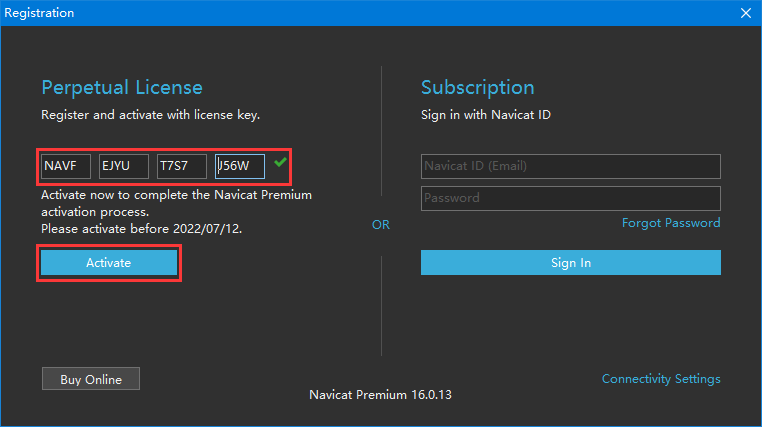 Registration
Perpetual License
Register and activate with license key.
NAVF EJYU T7S7 J56W
Activate now to complete the Navicat Premium
activation process.
Please activate before 2022/07/12.
Activate
Buy Online
OR
Subscription
Sign in with Navicat ID
Navicat ID (Email)
Password
Forgot Password
Sign In
Connectivity Settings
Navicat Premium 16.0.13